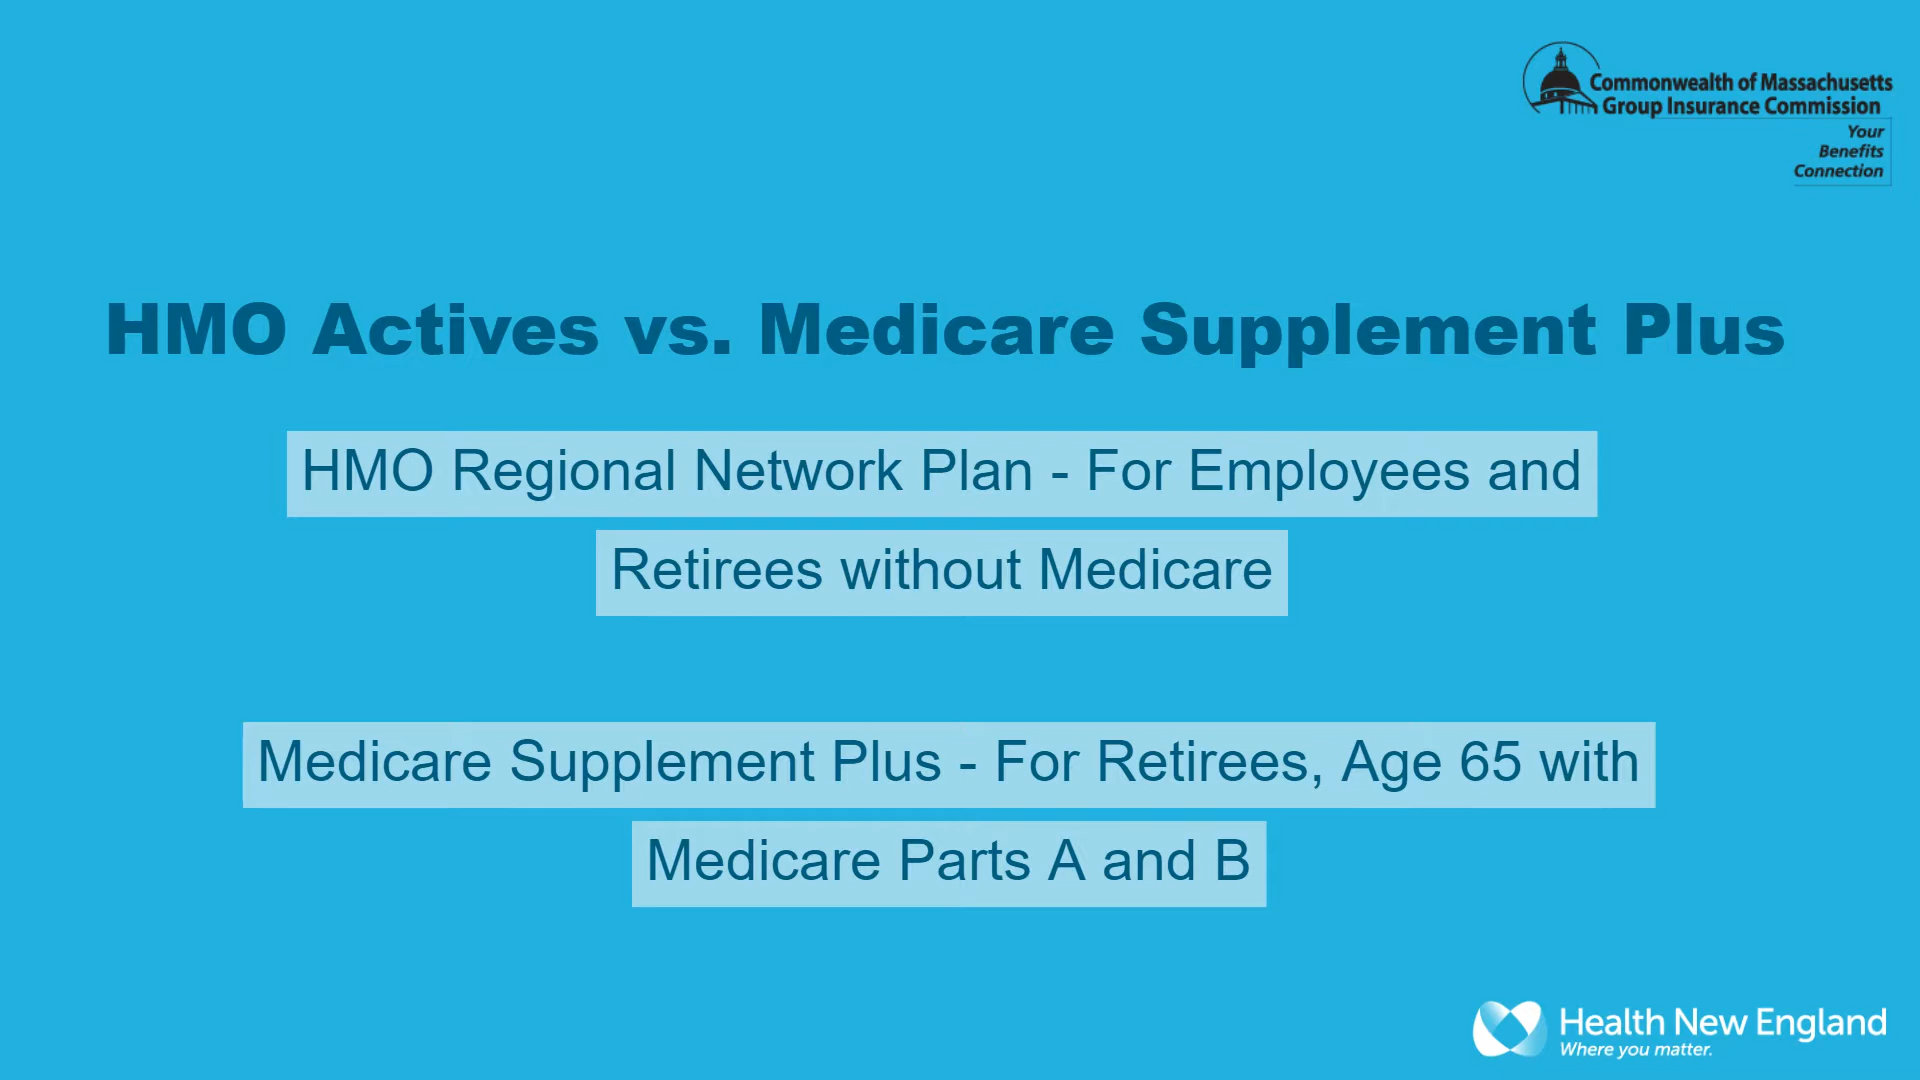 Commonwealth of Massachusetts
Group Insurance Commission
Your
Benefits
Connection
HMO Actives vs. Medicare Supplement Plus
HMO Regional Network Plan - For Employees and
Retirees without Medicare
Medicare Supplement Plus - For Retirees, Age 65 with
Medicare Parts A and B
Health New England
Where you matter.